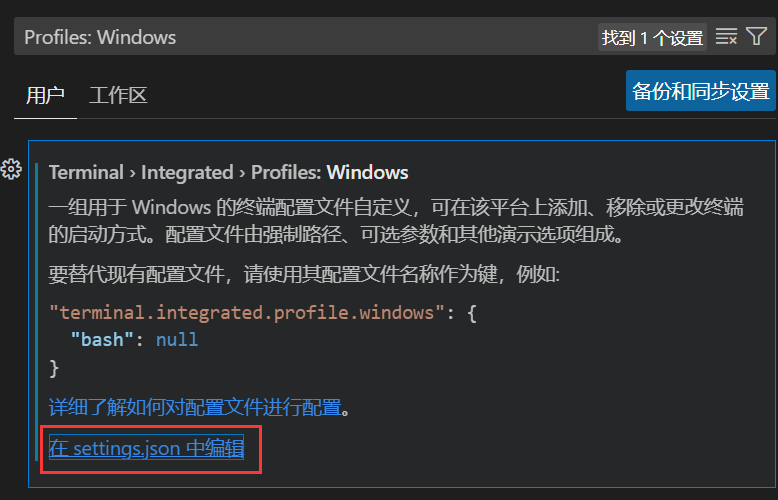 Profiles: Windows
找到 1 个设置
用户 工作区
备份和同步设置
Terminal › Integrated › Profiles: Windows
一组用于 Windows 的终端配置文件自定义，可在该平台上添加、移除或更改终端
的启动方式。配置文件由强制路径、可选参数和其他演示选项组成。
要替代现有配置文件，请使用其配置文件名称作为键，例如:
"terminal.integrated.profile.windows": {
  "bash": null
}
详细了解如何对配置文件进行配置。
在 settings.json 中编辑